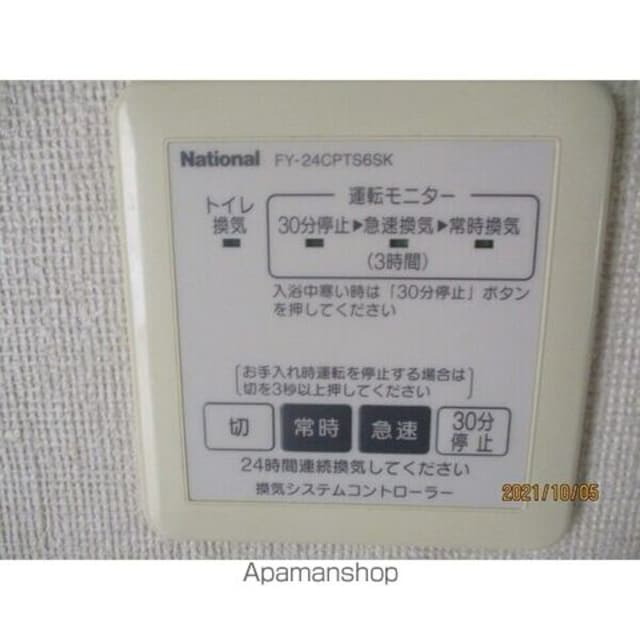 National FY-24CPTS6SK
トイレ
換気
運転モニター
30分停止▶急速換気▶常時換気
(3時間)
入浴中寒い時は「30分停止」ボタン
を押してください
お手入れ時運転を停止する場合は
切を3秒以上押してください
切 常時 急速 30分
停止
24時間連続換気してください
換気システムコントローラー
2021/10/05
Apamanshop